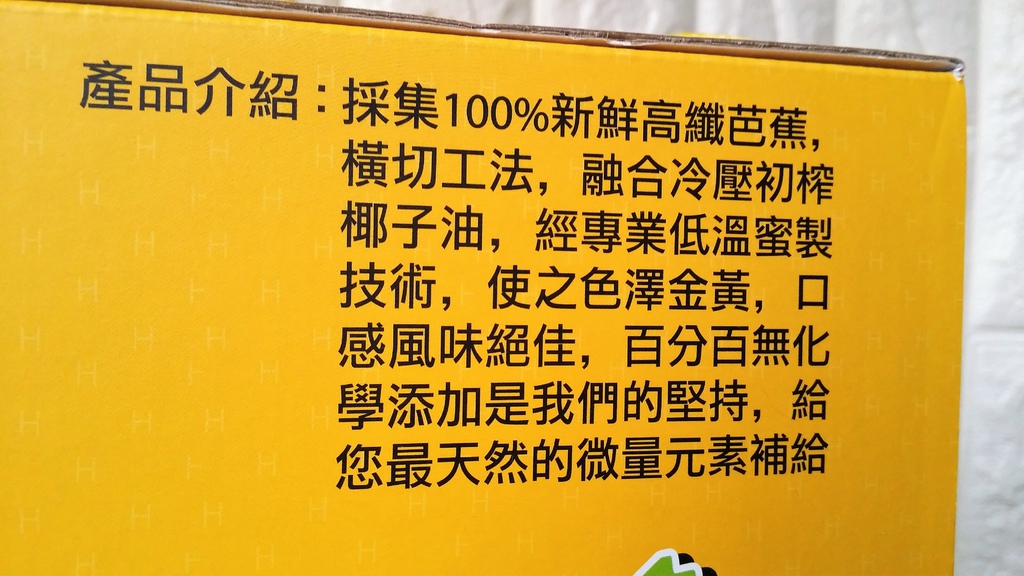 產品介紹：採集100%新鮮高纖芭蕉，
橫切工法，融合冷壓初榨
椰子油，經專業低溫蜜製
技術，使之色澤金黃，口
感風味絕佳，百分百無化
學添加是我們的堅持，給
您最天然的微量元素補給